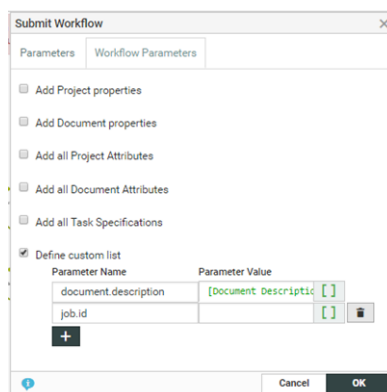 Submit Workflow
Parameters Workflow Parameters
Add Project properties
Add Document properties
Add all Project Attributes
Add all Document Attributes
Add all Task Specifications
Define custom list
Parameter Name Parameter Value
document.description [Document Descriptic []
job.id []
+
Cancel OK